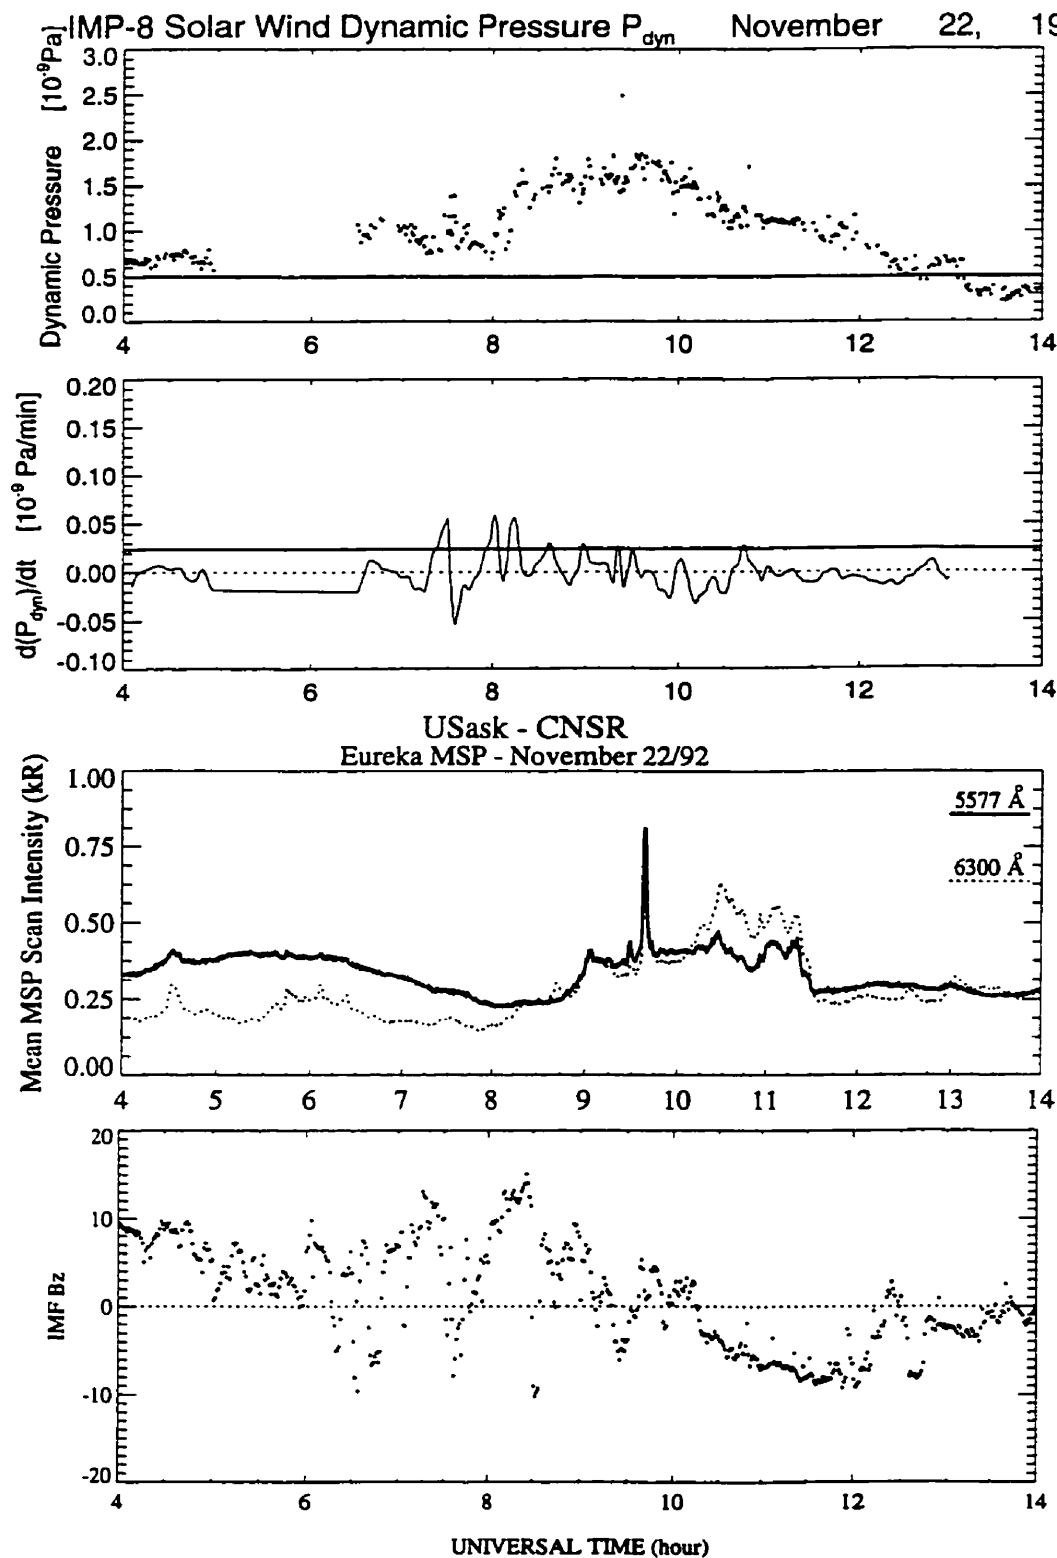 IMP-8 Solar Wind Dynamic Pressure Pdyn November 22, 19
Dynamic Pressure [10⁻⁹Pa]
3.0
2.5
2.0
1.5
1.0
0.5
0.0
4 6 8 10 12 14
d(Pdyn)/dt [10⁻⁹ Pa/min]
0.20
0.15
0.10
0.05
0.00
-0.05
-0.10
4 6 8 10 12 14
USask - CNSR
Eureka MSP - November 22/92
Mean MSP Scan Intensity (kR)
1.00
0.75
0.50
0.25
0.00
5577 Å
6300 Å
4 5 6 7 8 9 10 11 12 13 14
IMF Bz
20
10
0
-10
-20
4 6 8 10 12 14
UNIVERSAL TIME (hour)